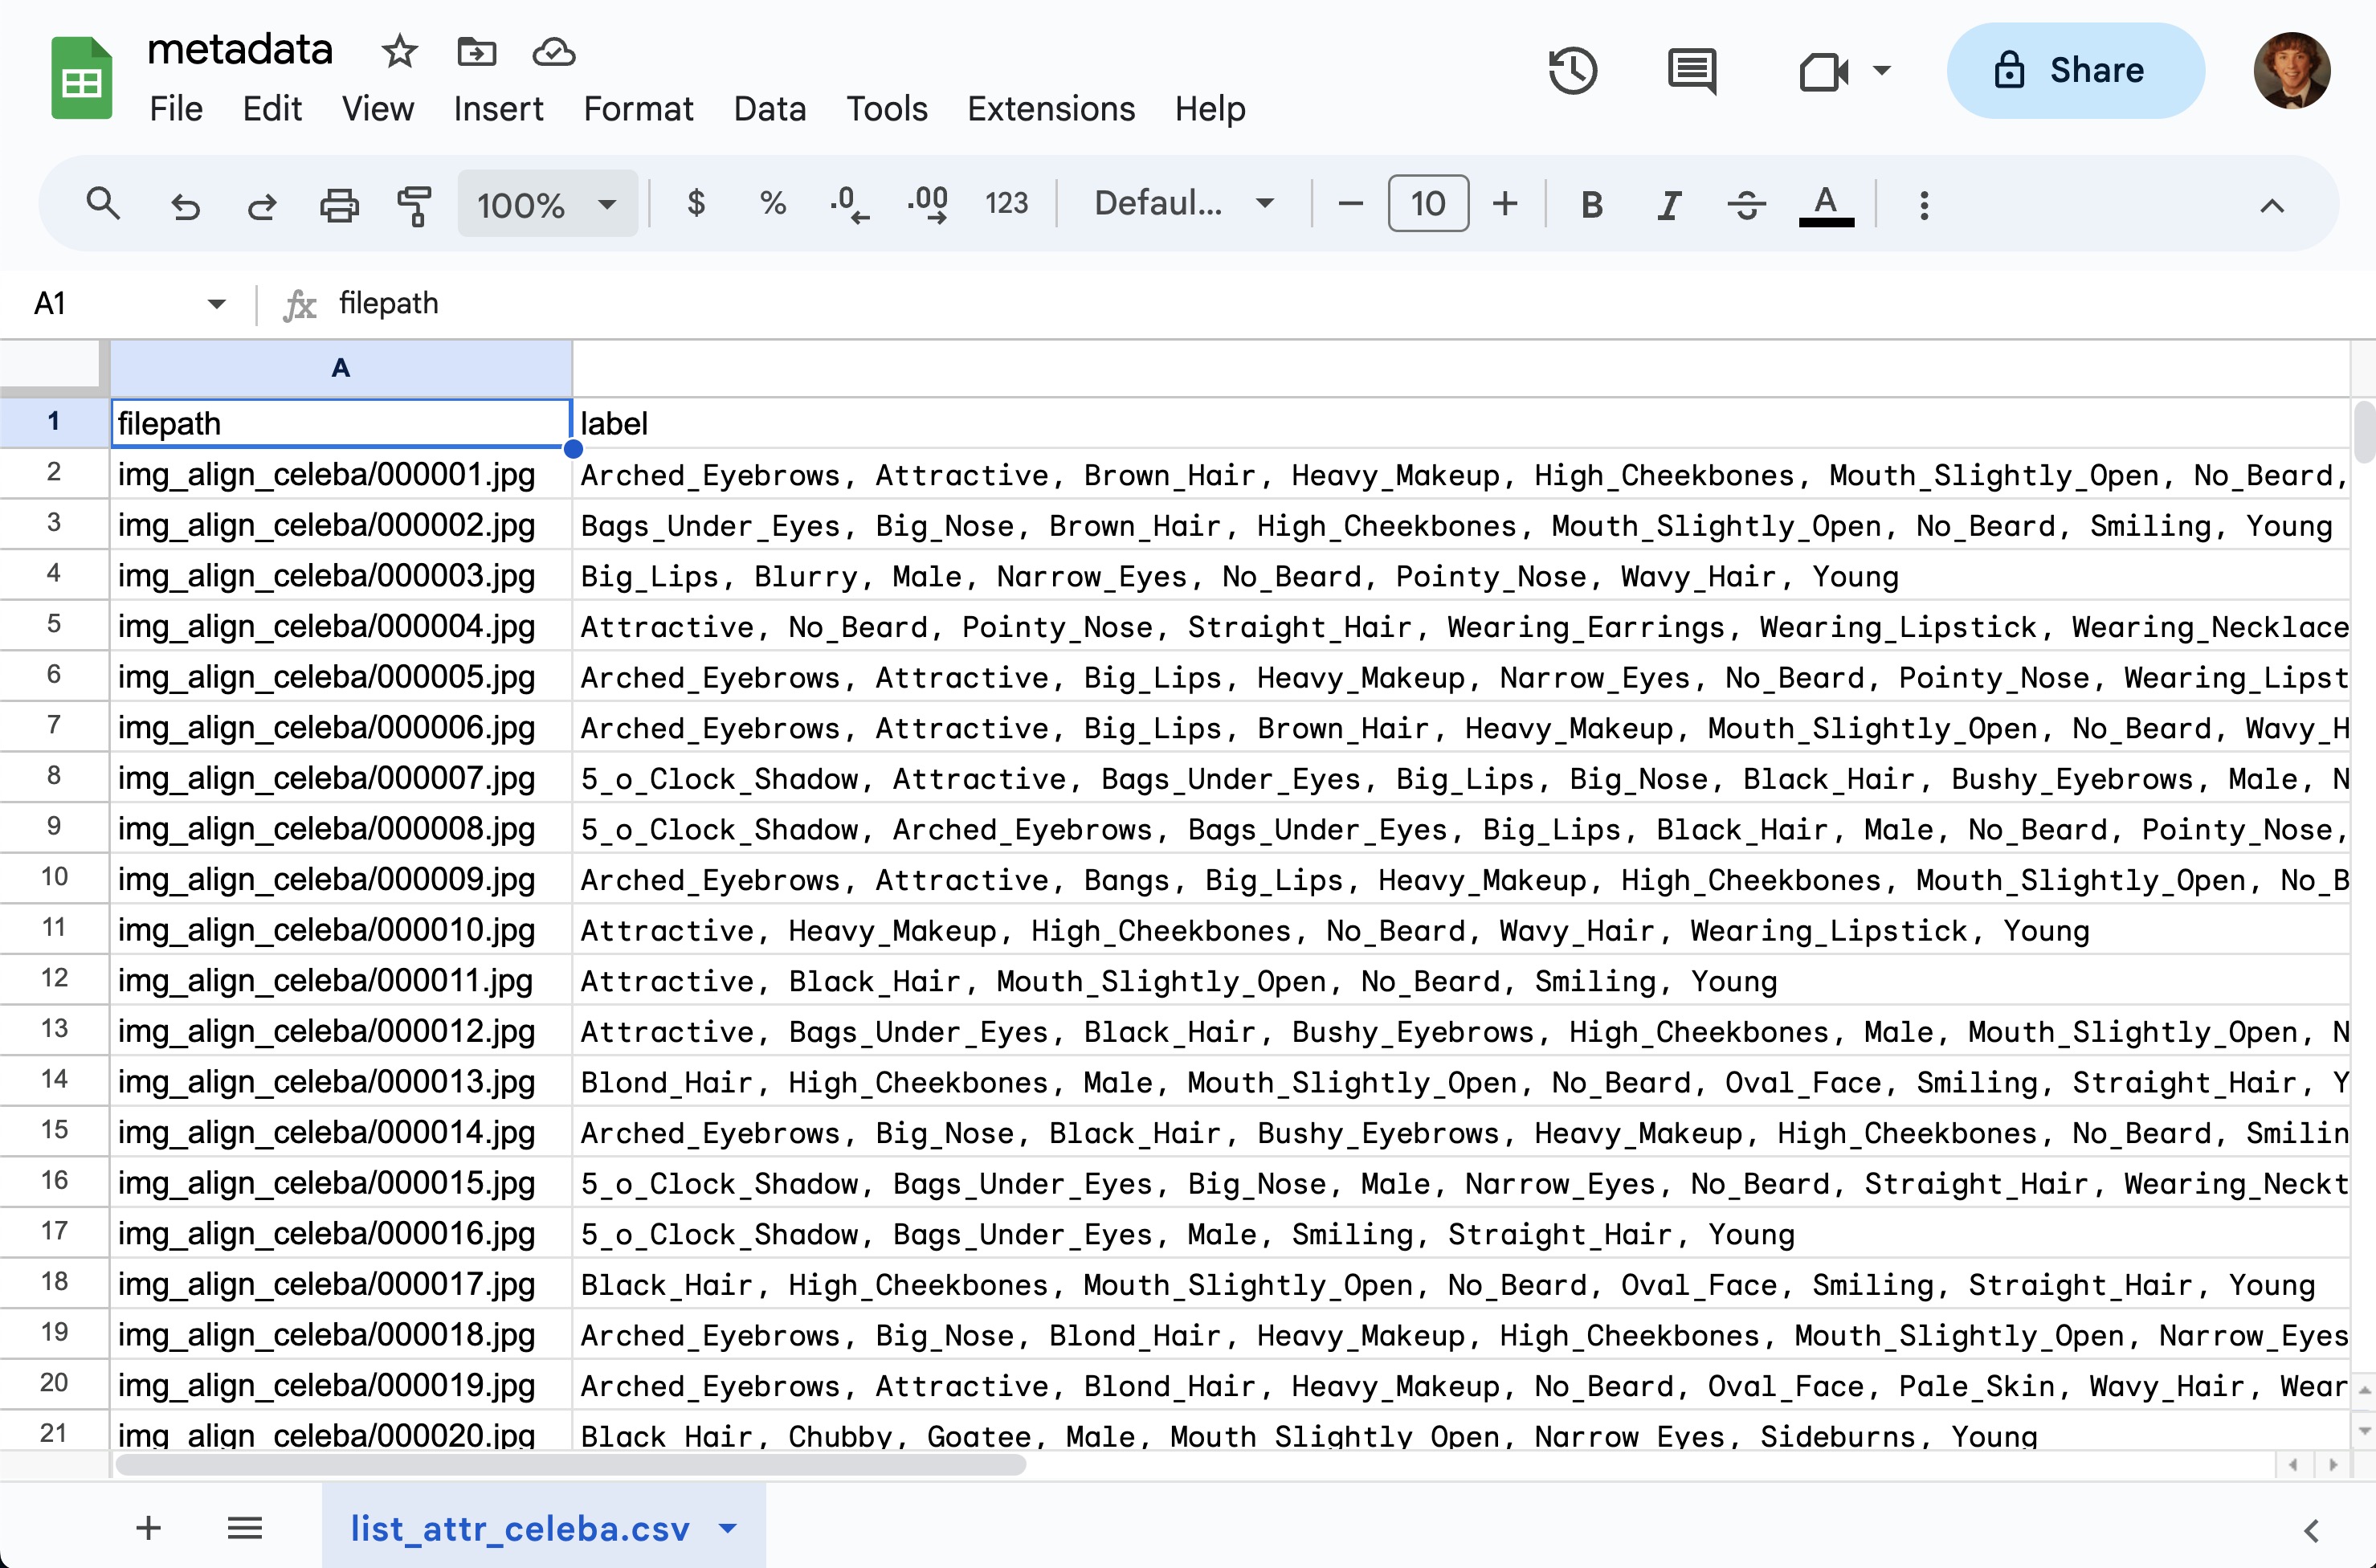 metadata
File Edit View Insert Format Data Tools Extensions Help
Share
100% $ % .0 .00 123 Defaul... 10 B I S A
A1 fx filepath
A
1 filepath label
2 img_align_celeba/000001.jpg Arched_Eyebrows, Attractive, Brown_Hair, Heavy_Makeup, High_Cheekbones, Mouth_Slightly_Open, No_Beard,
3 img_align_celeba/000002.jpg Bags_Under_Eyes, Big_Nose, Brown_Hair, High_Cheekbones, Mouth_Slightly_Open, No_Beard, Smiling, Young
4 img_align_celeba/000003.jpg Big_Lips, Blurry, Male, Narrow_Eyes, No_Beard, Pointy_Nose, Wavy_Hair, Young
5 img_align_celeba/000004.jpg Attractive, No_Beard, Pointy_Nose, Straight_Hair, Wearing_Earrings, Wearing_Lipstick, Wearing_Necklace
6 img_align_celeba/000005.jpg Arched_Eyebrows, Attractive, Big_Lips, Heavy_Makeup, Narrow_Eyes, No_Beard, Pointy_Nose, Wearing_Lipst
7 img_align_celeba/000006.jpg Arched_Eyebrows, Attractive, Big_Lips, Brown_Hair, Heavy_Makeup, Mouth_Slightly_Open, No_Beard, Wavy_H
8 img_align_celeba/000007.jpg 5_o_Clock_Shadow, Attractive, Bags_Under_Eyes, Big_Lips, Big_Nose, Black_Hair, Bushy_Eyebrows, Male, N
9 img_align_celeba/000008.jpg 5_o_Clock_Shadow, Arched_Eyebrows, Bags_Under_Eyes, Big_Lips, Black_Hair, Male, No_Beard, Pointy_Nose,
10 img_align_celeba/000009.jpg Arched_Eyebrows, Attractive, Bangs, Big_Lips, Heavy_Makeup, High_Cheekbones, Mouth_Slightly_Open, No_B
11 img_align_celeba/000010.jpg Attractive, Heavy_Makeup, High_Cheekbones, No_Beard, Wavy_Hair, Wearing_Lipstick, Young
12 img_align_celeba/000011.jpg Attractive, Black_Hair, Mouth_Slightly_Open, No_Beard, Smiling, Young
13 img_align_celeba/000012.jpg Attractive, Bags_Under_Eyes, Black_Hair, Bushy_Eyebrows, High_Cheekbones, Male, Mouth_Slightly_Open, N
14 img_align_celeba/000013.jpg Blond_Hair, High_Cheekbones, Male, Mouth_Slightly_Open, No_Beard, Oval_Face, Smiling, Straight_Hair, Y
15 img_align_celeba/000014.jpg Arched_Eyebrows, Big_Nose, Black_Hair, Bushy_Eyebrows, Heavy_Makeup, High_Cheekbones, No_Beard, Smilin
16 img_align_celeba/000015.jpg 5_o_Clock_Shadow, Bags_Under_Eyes, Big_Nose, Male, Narrow_Eyes, No_Beard, Straight_Hair, Wearing_Neckt
17 img_align_celeba/000016.jpg 5_o_Clock_Shadow, Bags_Under_Eyes, Male, Smiling, Straight_Hair, Young
18 img_align_celeba/000017.jpg Black_Hair, High_Cheekbones, Mouth_Slightly_Open, No_Beard, Oval_Face, Smiling, Straight_Hair, Young
19 img_align_celeba/000018.jpg Arched_Eyebrows, Big_Nose, Blond_Hair, Heavy_Makeup, High_Cheekbones, Mouth_Slightly_Open, Narrow_Eyes
20 img_align_celeba/000019.jpg Arched_Eyebrows, Attractive, Blond_Hair, Heavy_Makeup, No_Beard, Oval_Face, Pale_Skin, Wavy_Hair, Wear
21 img_align_celeba/000020.jpg Black_Hair, Chubby, Goatee, Male, Mouth_Slightly_Open, Narrow_Eyes, Sideburns, Young
list_attr_celeba.csv